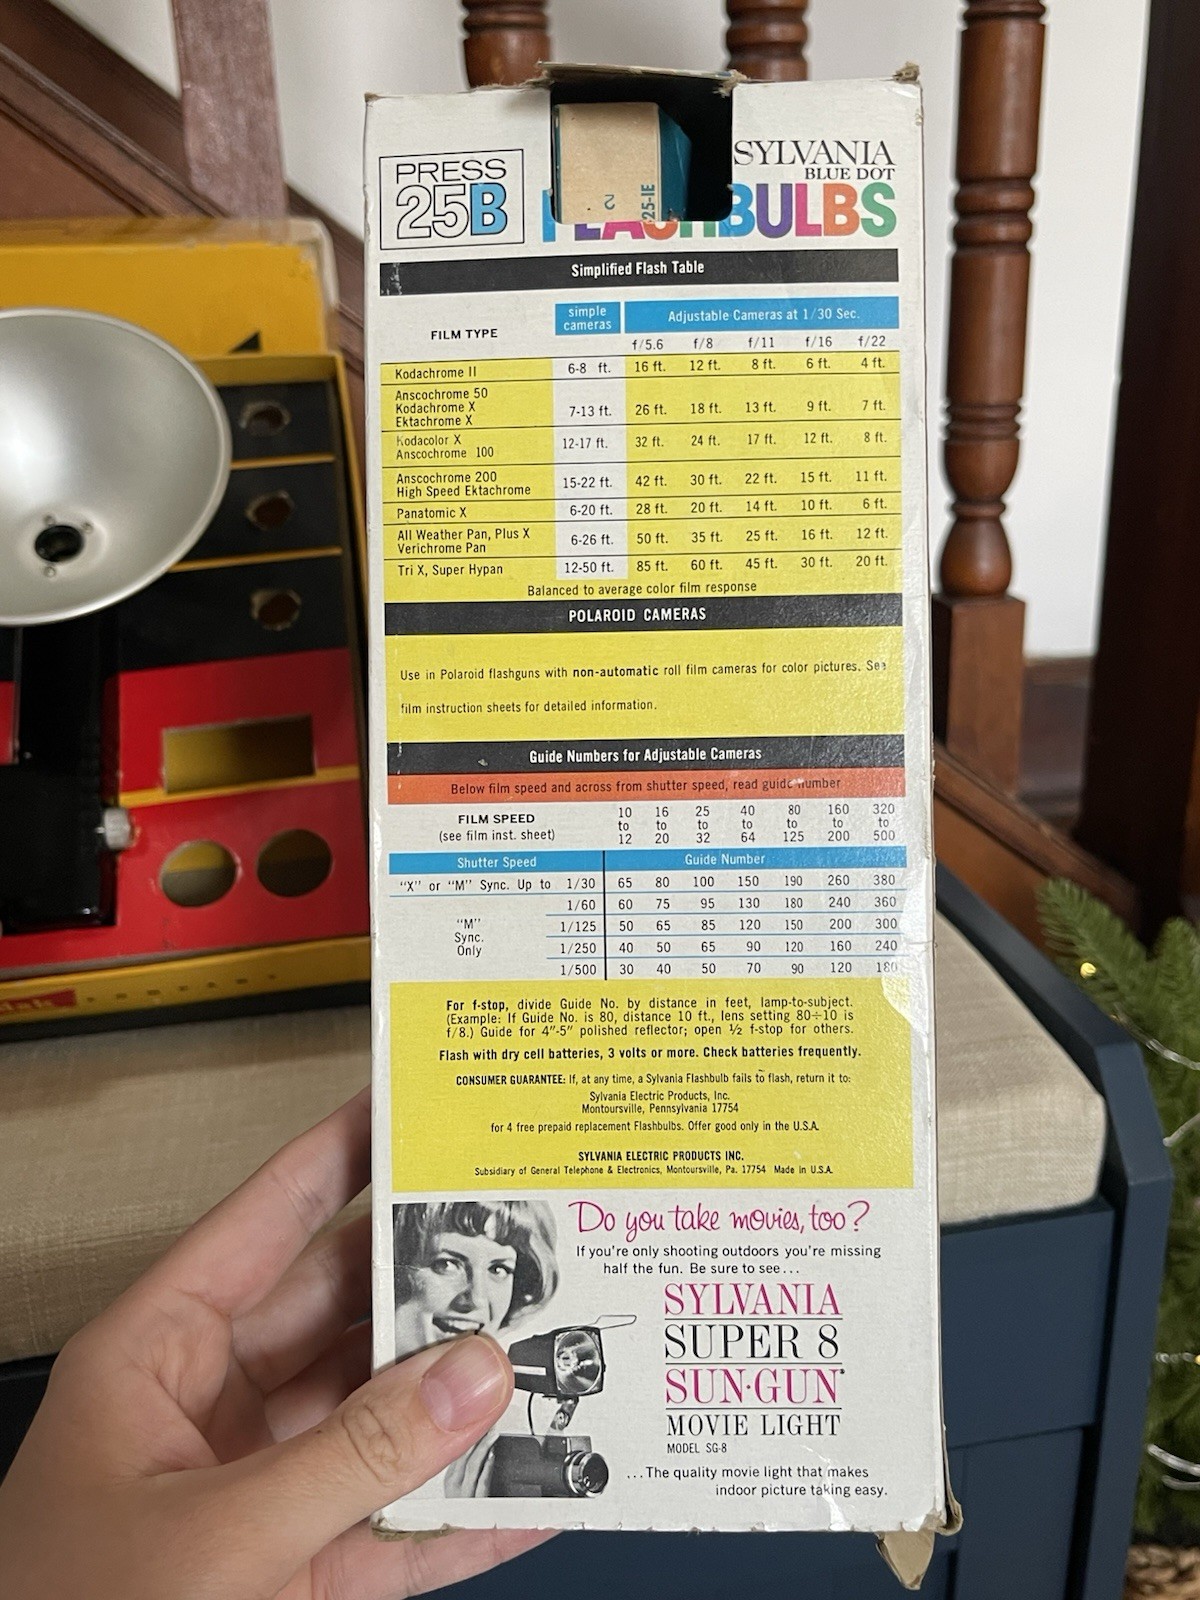 PRESS
25B
SYLVANIA
BLUE DOT
BULBS
2
25-1E
Simplified Flash Table
FILM TYPE
simple
cameras
Adjustable Cameras at 1/30 Sec.
f/5.6 f/8 f/11 f/16 f/22
Kodachrome II 6-8 ft. 16 ft. 12 ft. 8 ft. 6 ft. 4 ft.
Anscochrome 50
Kodachrome X 7-13 ft. 26 ft. 18 ft. 13 ft. 9 ft. 7 ft.
Ektachrome X
Kodacolor X 12-17 ft. 32 ft. 24 ft. 17 ft. 12 ft. 8 ft.
Anscochrome 100
Anscochrome 200 15-22 ft. 42 ft. 30 ft. 22 ft. 15 ft. 11 ft.
High Speed Ektachrome
Panatomic X 6-20 ft. 28 ft. 20 ft. 14 ft. 10 ft. 6 ft.
All Weather Pan, Plus X 6-26 ft. 50 ft. 35 ft. 25 ft. 16 ft. 12 ft.
Verichrome Pan
Tri X, Super Hypan 12-50 ft. 85 ft. 60 ft. 45 ft. 30 ft. 20 ft.
Balanced to average color film response
POLAROID CAMERAS
Use in Polaroid flashguns with non-automatic roll film cameras for color pictures. See
film instruction sheets for detailed information.
Guide Numbers for Adjustable Cameras
Below film speed and across from shutter speed, read guide number
FILM SPEED
(see film inst. sheet)
10 16 25 40 80 160 320
to to to to to to to
12 20 32 64 125 200 500
Shutter Speed Guide Number
"X" or "M" Sync. Up to 1/30 65 80 100 150 190 260 380
1/60 60 75 95 130 180 240 360
"M"
Sync.
Only
1/125 50 65 85 120 150 200 300
1/250 40 50 65 90 120 160 240
1/500 30 40 50 70 90 120 180
For f-stop, divide Guide No. by distance in feet, lamp-to-subject.
(Example: If Guide No. is 80, distance 10 ft., lens setting 80÷10 is
f/8.) Guide for 4"-5" polished reflector; open ½ f-stop for others.
Flash with dry cell batteries, 3 volts or more. Check batteries frequently.
CONSUMER GUARANTEE: If, at any time, a Sylvania Flashbulb fails to flash, return it to:
Sylvania Electric Products, Inc.
Montoursville, Pennsylvania 17754
for 4 free prepaid replacement Flashbulbs. Offer good only in the U.S.A.
SYLVANIA ELECTRIC PRODUCTS INC.
Subsidiary of General Telephone & Electronics, Montoursville, Pa. 17754 Made in U.S.A.
Do you take movies, too?
If you're only shooting outdoors you're missing
half the fun. Be sure to see...
SYLVANIA
SUPER 8
SUN·GUN*
MOVIE LIGHT
MODEL SG-8
...The quality movie light that makes
indoor picture taking easy.